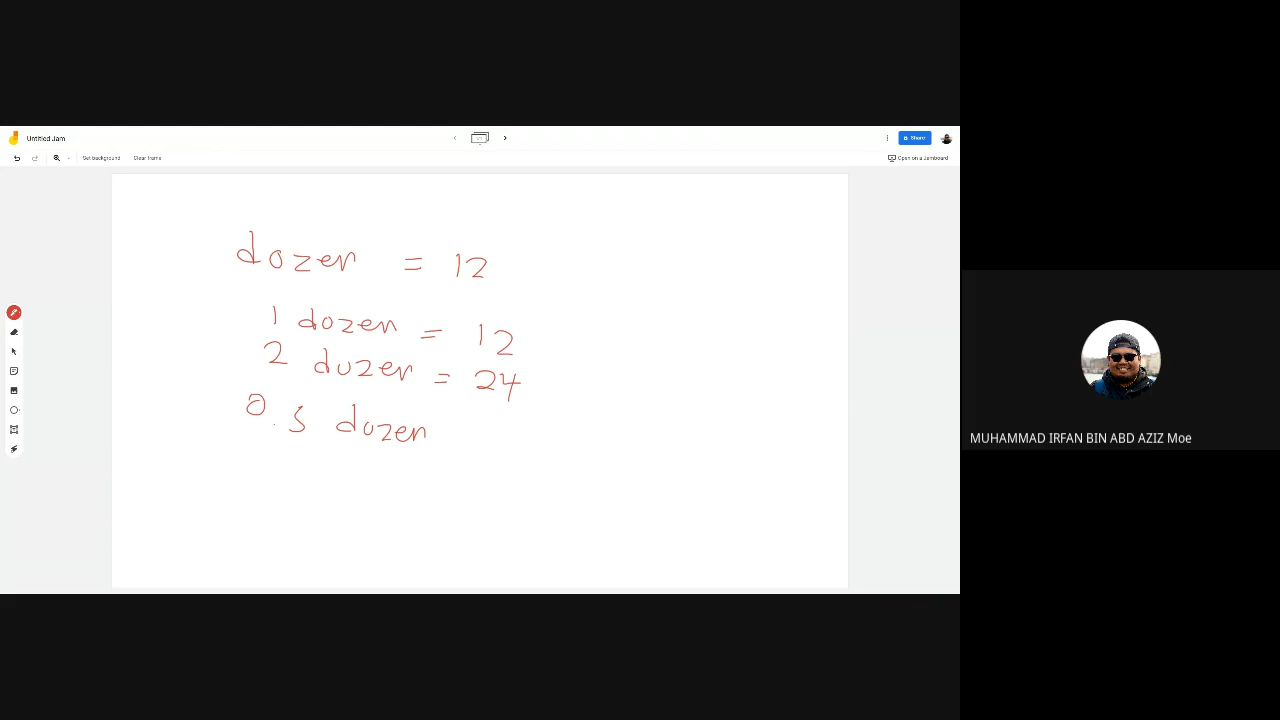 Untitled Jam
Share
Set background
Clear frame
Open on a Jamboard
dozen = 12
1 dozen = 12
2 dozen = 24
0.5 dozen
MUHAMMAD IRFAN BIN ABD AZIZ Moe